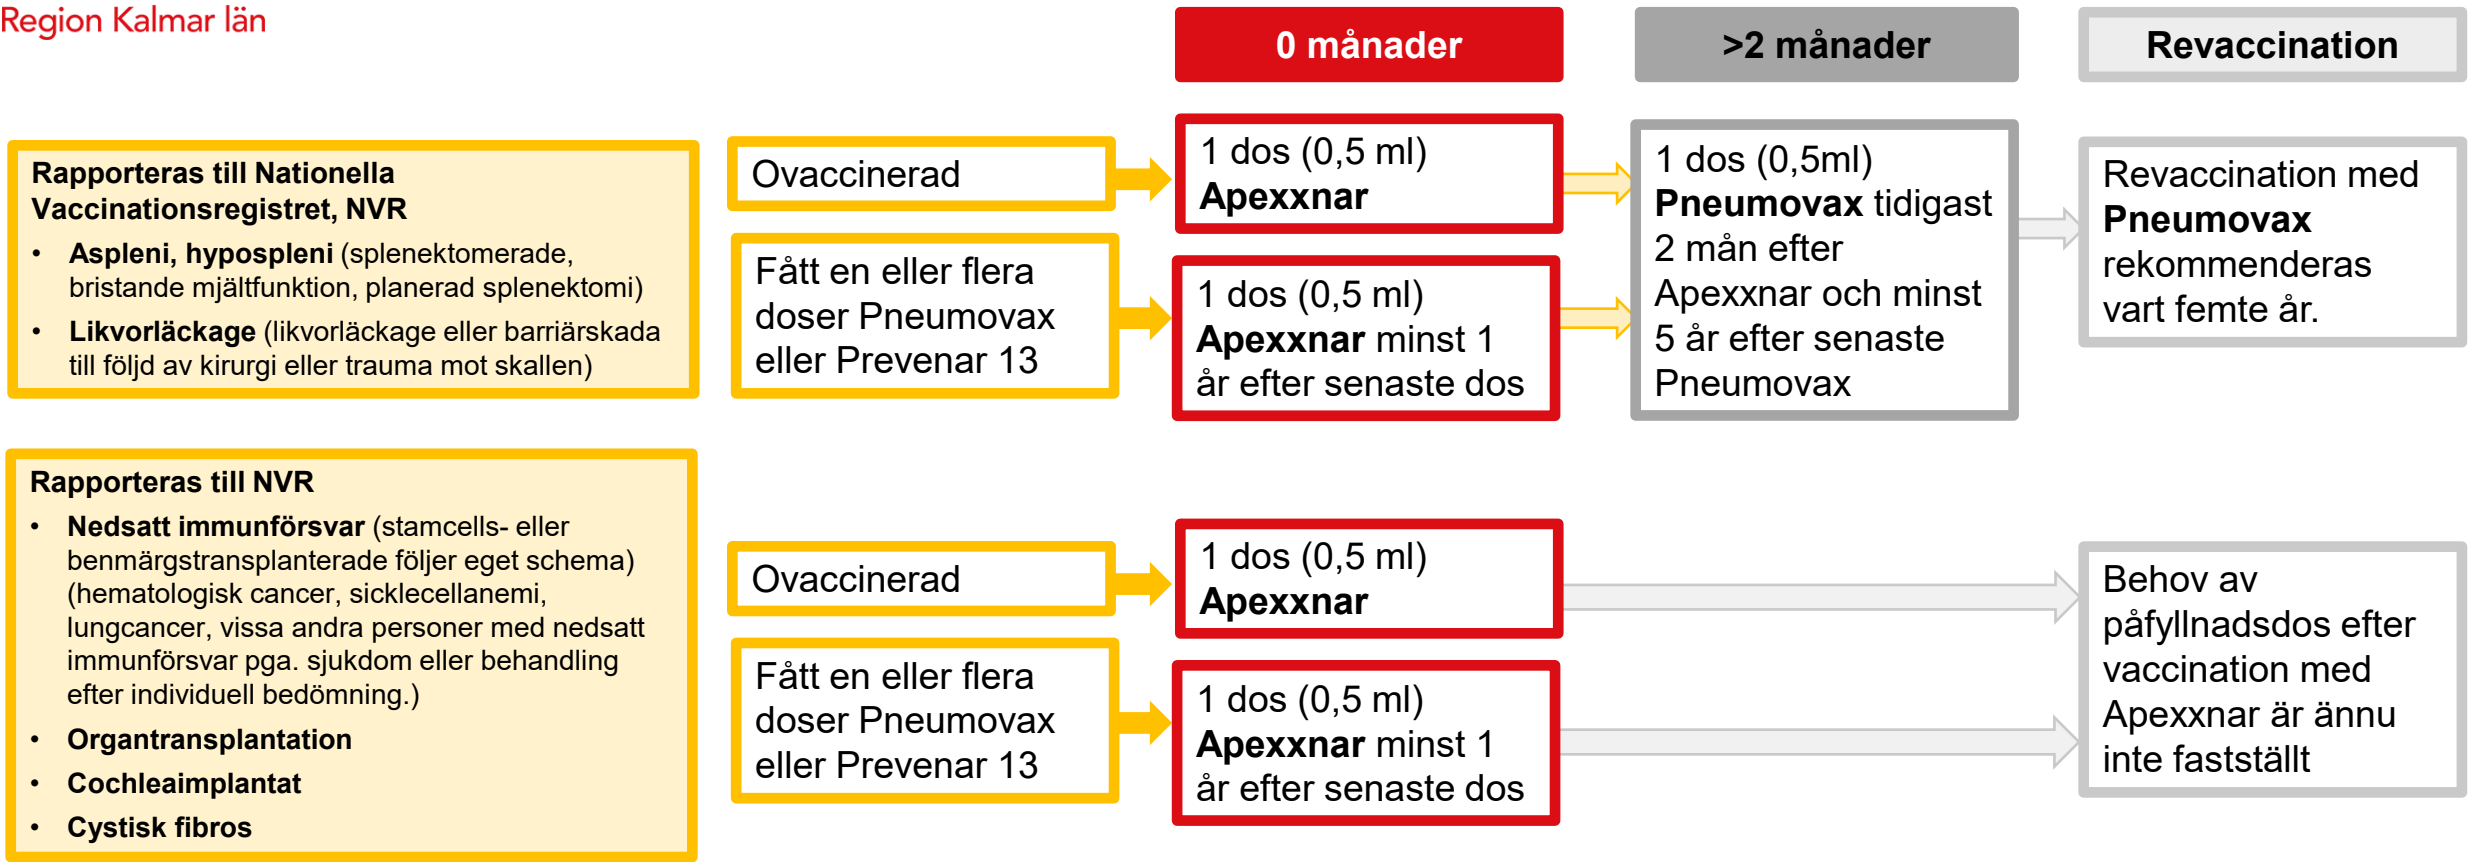 Region Kalmar län
0 månader
>2 månader
Revaccination
Rapporteras till Nationella
Vaccinationsregistret, NVR
• Aspleni, hypospleni (splenektomerade,
bristande mjältfunktion, planerad splenektomi)
• Likvorläckage (likvorläckage eller barriärskada
till följd av kirurgi eller trauma mot skallen)
Ovaccinerad
Fått en eller flera
doser Pneumovax
eller Prevenar 13
1 dos (0,5 ml)
Apexxnar
1 dos (0,5 ml)
Apexxnar minst 1
år efter senaste dos
1 dos (0,5ml)
Pneumovax tidigast
2 mån efter
Apexxnar och minst
5 år efter senaste
Pneumovax
Revaccination med
Pneumovax
rekommenderas
vart femte år.
Rapporteras till NVR
• Nedsatt immunförsvar (stamcells- eller
benmärgstransplanterade följer eget schema)
(hematologisk cancer, sicklecellanemi,
lungcancer, vissa andra personer med nedsatt
immunförsvar pga. sjukdom eller behandling
efter individuell bedömning.)
• Organtransplantation
• Cochleaimplantat
• Cystisk fibros
Ovaccinerad
Fått en eller flera
doser Pneumovax
eller Prevenar 13
1 dos (0,5 ml)
Apexxnar
1 dos (0,5 ml)
Apexxnar minst 1
år efter senaste dos
Behov av
påfyllnadsdos efter
vaccination med
Apexxnar är ännu
inte fastställt